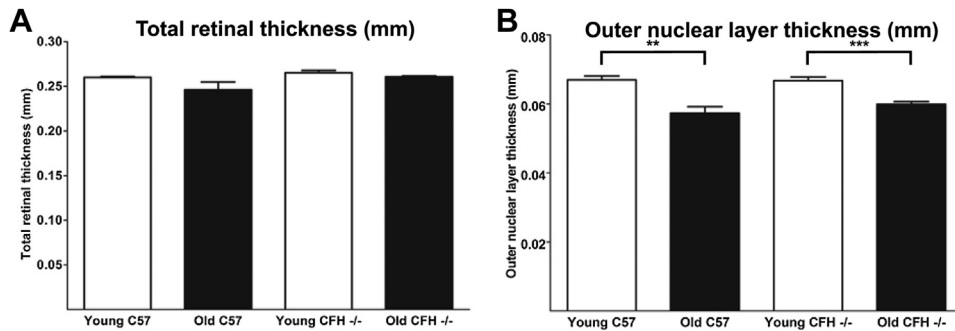 A
Total retinal thickness (mm)
Total retinal thickness (mm)
0.30
0.25
0.20
0.15
0.10
0.05
Young C57 Old C57 Young CFH -/- Old CFH -/-
B
Outer nuclear layer thickness (mm)
** ***
Outer nuclear layer thickness (mm)
0.08
0.06
0.04
0.02
Young C57 Old C57 Young CFH -/- Old CFH -/-